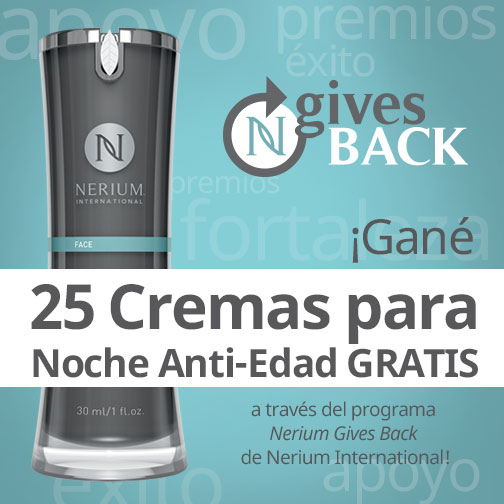 apoyo
premios
éxito
gives
BACK
N
NERIUM
INTERNATIONAL
premios
fortaleza
FACE
¡Gané
25 Cremas para
Noche Anti-Edad GRATIS
30 ml/1 fl.oz.
a través del programa
Nerium Gives Back
de Nerium International!
éxito
apoyo